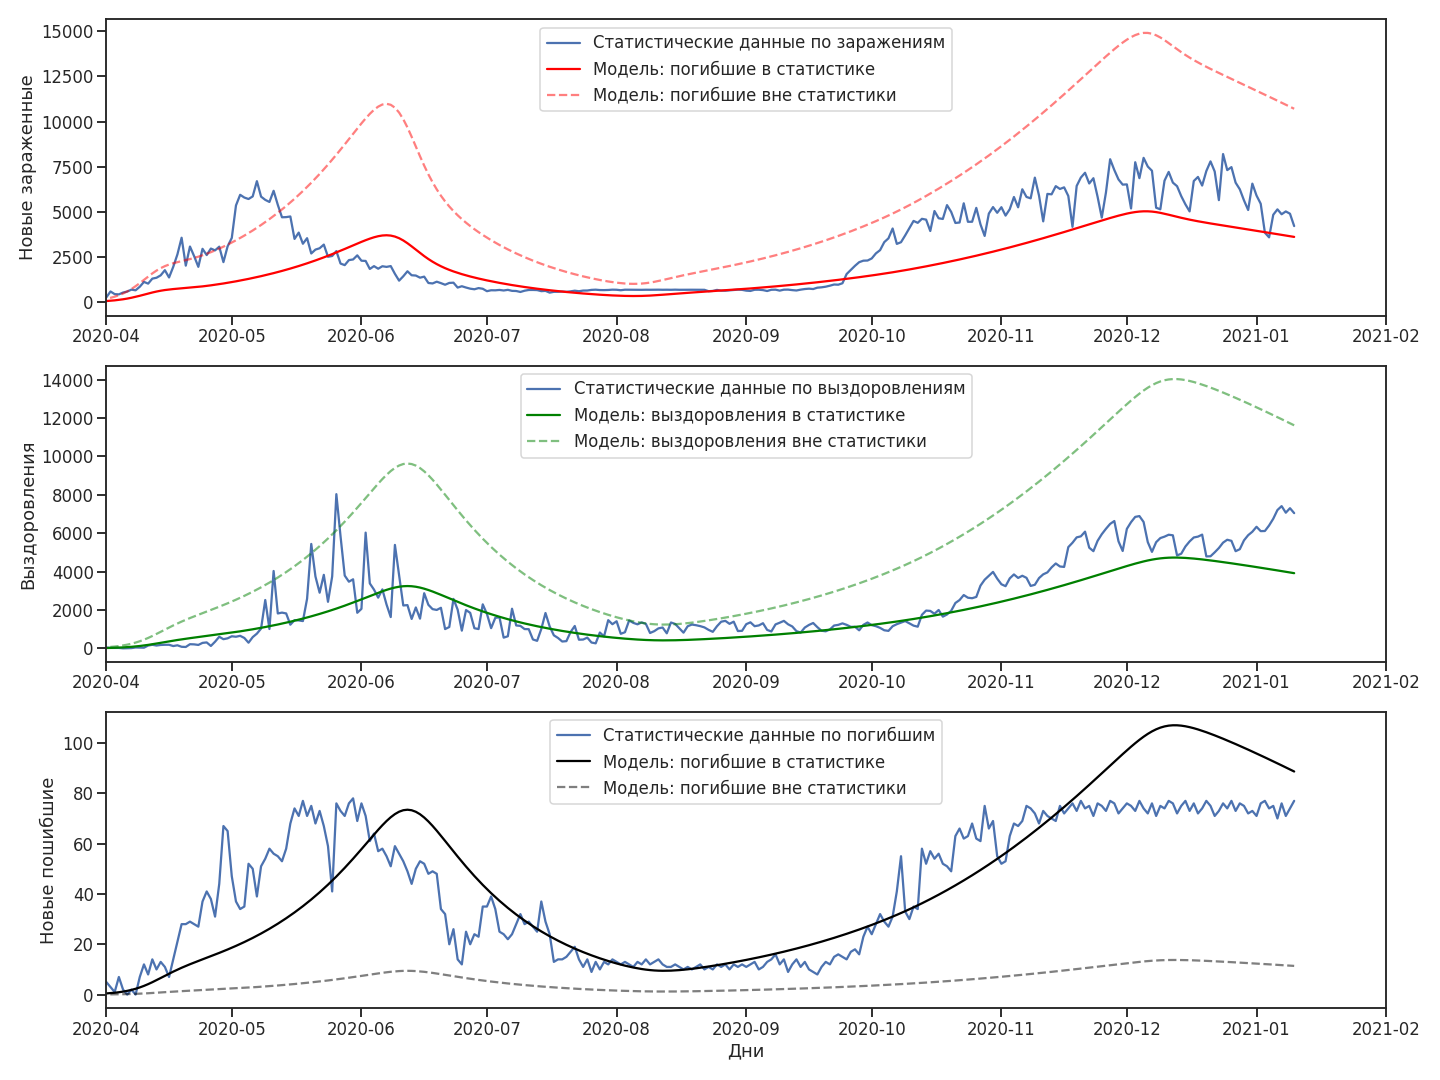 Новые зараженные
15000
12500
10000
7500
5000
2500
0
Статистические данные по заражениям
Модель: погибшие в статистике
Модель: погибшие вне статистики
2020-04 2020-05 2020-06 2020-07 2020-08 2020-09 2020-10 2020-11 2020-12 2021-01 2021-02
Выздоровления
14000
12000
10000
8000
6000
4000
2000
0
Статистические данные по выздоровлениям
Модель: выздоровления в статистике
Модель: выздоровления вне статистики
2020-04 2020-05 2020-06 2020-07 2020-08 2020-09 2020-10 2020-11 2020-12 2021-01 2021-02
Новые пошибшие
100
80
60
40
20
0
Статистические данные по погибшим
Модель: погибшие в статистике
Модель: погибшие вне статистики
2020-04 2020-05 2020-06 2020-07 2020-08 2020-09 2020-10 2020-11 2020-12 2021-01 2021-02
Дни